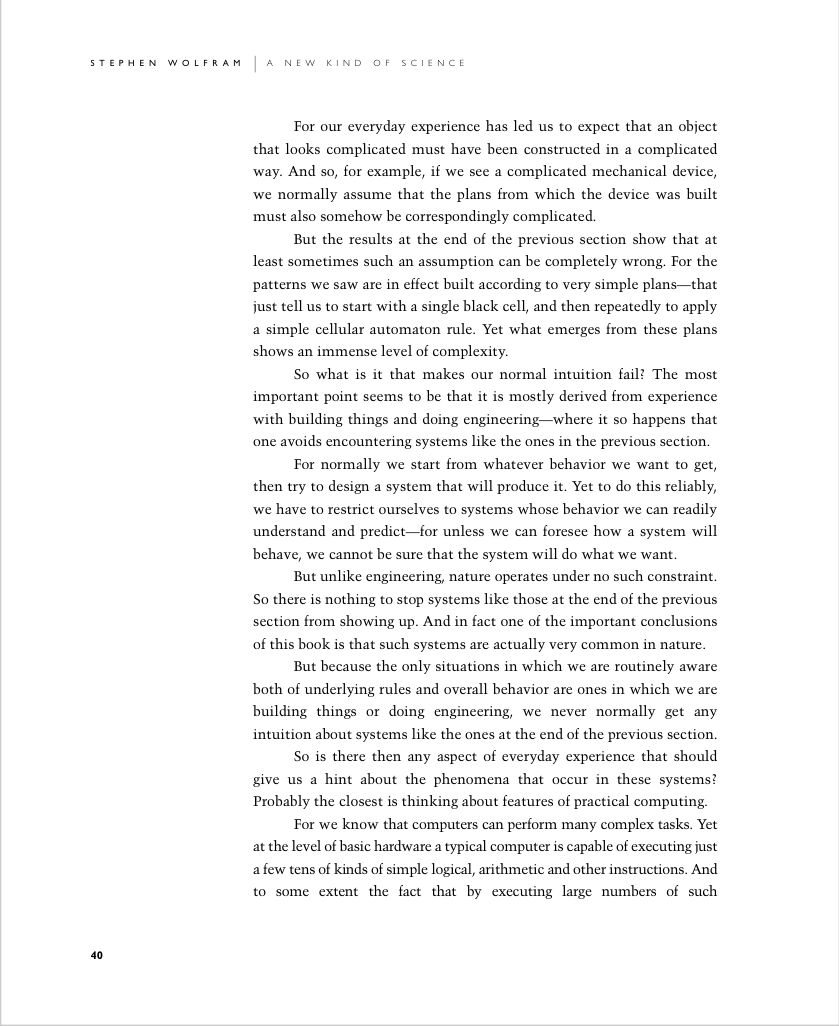 STEPHEN WOLFRAM | A NEW KIND OF SCIENCE
For our everyday experience has led us to expect that an object
that looks complicated must have been constructed in a complicated
way. And so, for example, if we see a complicated mechanical device,
we normally assume that the plans from which the device was built
must also somehow be correspondingly complicated.
But the results at the end of the previous section show that at
least sometimes such an assumption can be completely wrong. For the
patterns we saw are in effect built according to very simple plans—that
just tell us to start with a single black cell, and then repeatedly to apply
a simple cellular automaton rule. Yet what emerges from these plans
shows an immense level of complexity.
So what is it that makes our normal intuition fail? The most
important point seems to be that it is mostly derived from experience
with building things and doing engineering—where it so happens that
one avoids encountering systems like the ones in the previous section.
For normally we start from whatever behavior we want to get,
then try to design a system that will produce it. Yet to do this reliably,
we have to restrict ourselves to systems whose behavior we can readily
understand and predict—for unless we can foresee how a system will
behave, we cannot be sure that the system will do what we want.
But unlike engineering, nature operates under no such constraint.
So there is nothing to stop systems like those at the end of the previous
section from showing up. And in fact one of the important conclusions
of this book is that such systems are actually very common in nature.
But because the only situations in which we are routinely aware
both of underlying rules and overall behavior are ones in which we are
building things or doing engineering, we never normally get any
intuition about systems like the ones at the end of the previous section.
So is there then any aspect of everyday experience that should
give us a hint about the phenomena that occur in these systems?
Probably the closest is thinking about features of practical computing.
For we know that computers can perform many complex tasks. Yet
at the level of basic hardware a typical computer is capable of executing just
a few tens of kinds of simple logical, arithmetic and other instructions. And
to some extent the fact that by executing large numbers of such
40